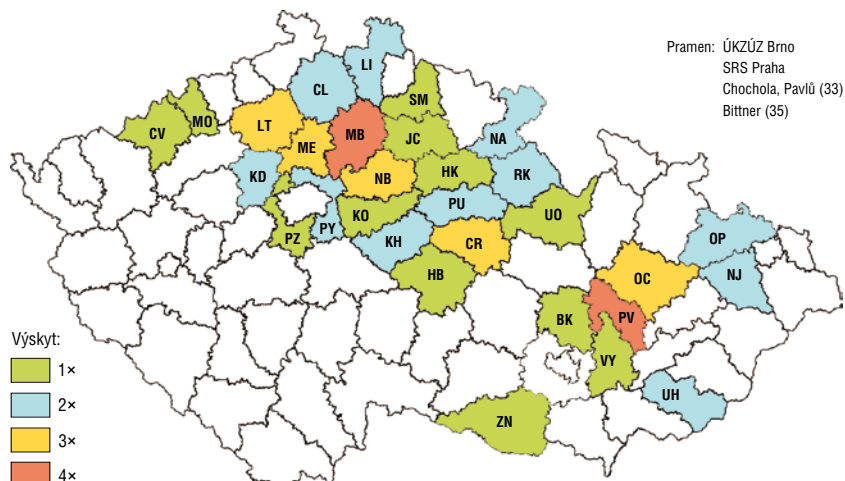 Pramen: ÚKZÚZ Brno
SRS Praha
Chochola, Pavlů (33)
Bittner (35)
LI
CL
SM
MO
CV
LT
MB
JC
NA
ME
KD
NB
HK
RK
PU
KO
UO
PY
PZ
KH
CR
OP
HB
OC
NJ
BK
PV
VY
UH
ZN
Výskyt:
1×
2×
3×
4×